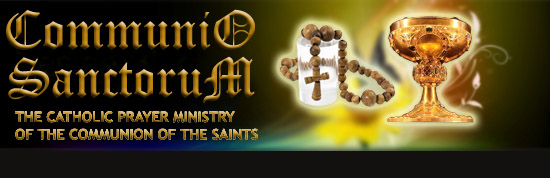 CommuniO
SanctoruM
THE CATHOLIC PRAYER MINISTRY
OF THE COMMUNION OF THE SAINTS